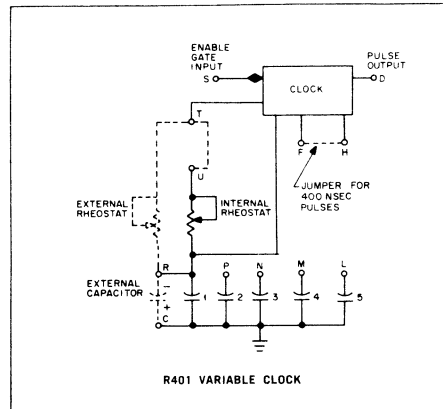 ENABLE
GATE
INPUT
S
PULSE
OUTPUT
D
CLOCK
T
F
H
U
JUMPER FOR
400 NSEC
PULSES
EXTERNAL
RHEOSTAT
INTERNAL
RHEOSTAT
R
P
N
M
L
EXTERNAL
CAPACITOR
-
+
C
1
2
3
4
5
R401 VARIABLE CLOCK